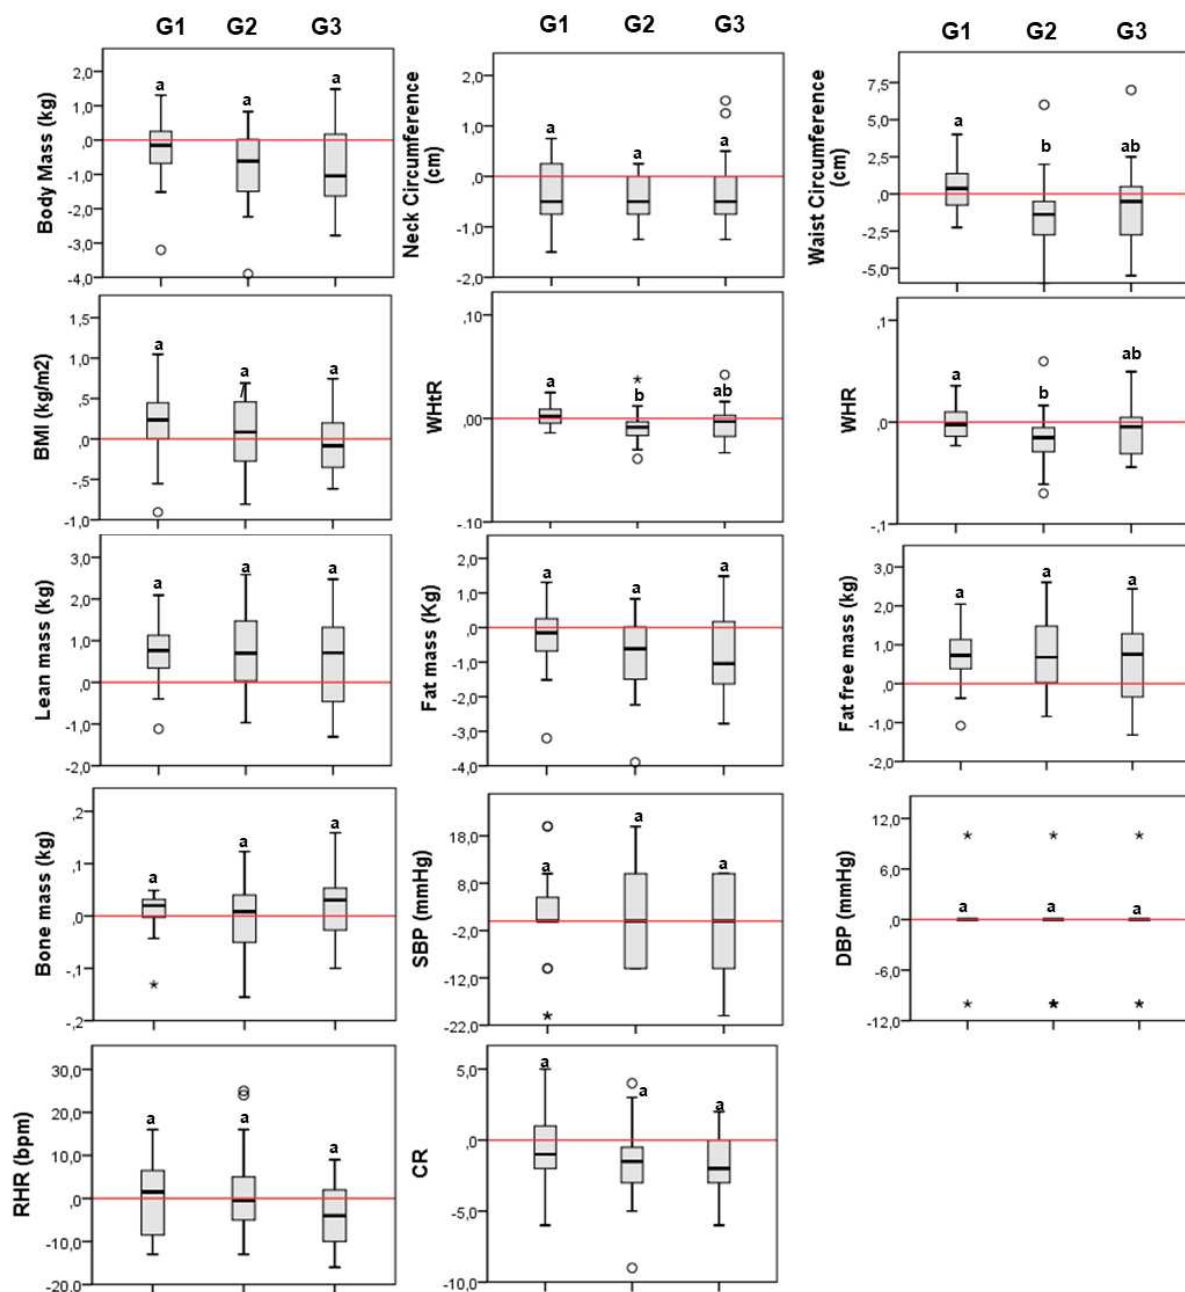 G1 G2 G3
G1 G2 G3
G1 G2 G3
Body Mass (kg)
2,0
1,0
,0
-1,0
-2,0
-3,0
-4,0
a a a
Neck Circumference
(cm)
2,0
1,0
,0
-1,0
-2,0
a a a
Waist Circumference
(cm)
7,5
5,0
2,5
,0
-2,5
-5,0
a b ab
BMI (kg/m2)
1,5
1,0
,5
,0
-,5
-1,0
a a a
WHtR
,10
,00
-,10
a b ab
WHR
,1
,0
-,1
a b ab
Lean mass (kg)
3,0
2,0
1,0
,0
-1,0
-2,0
a a a
Fat mass (Kg)
2,0
1,0
,0
-1,0
-2,0
-3,0
-4,0
a a a
Fat free mass (kg)
3,0
2,0
1,0
,0
-1,0
-2,0
a a a
Bone mass (kg)
,2
,1
,0
-,1
-,2
a a a
SBP (mmHg)
18,0
8,0
-2,0
-12,0
-22,0
a a a
DBP (mmHg)
12,0
6,0
,0
-6,0
-12,0
a a a
RHR (bpm)
30,0
20,0
10,0
,0
-10,0
-20,0
a a a
CR
5,0
,0
-5,0
-10,0
a a a